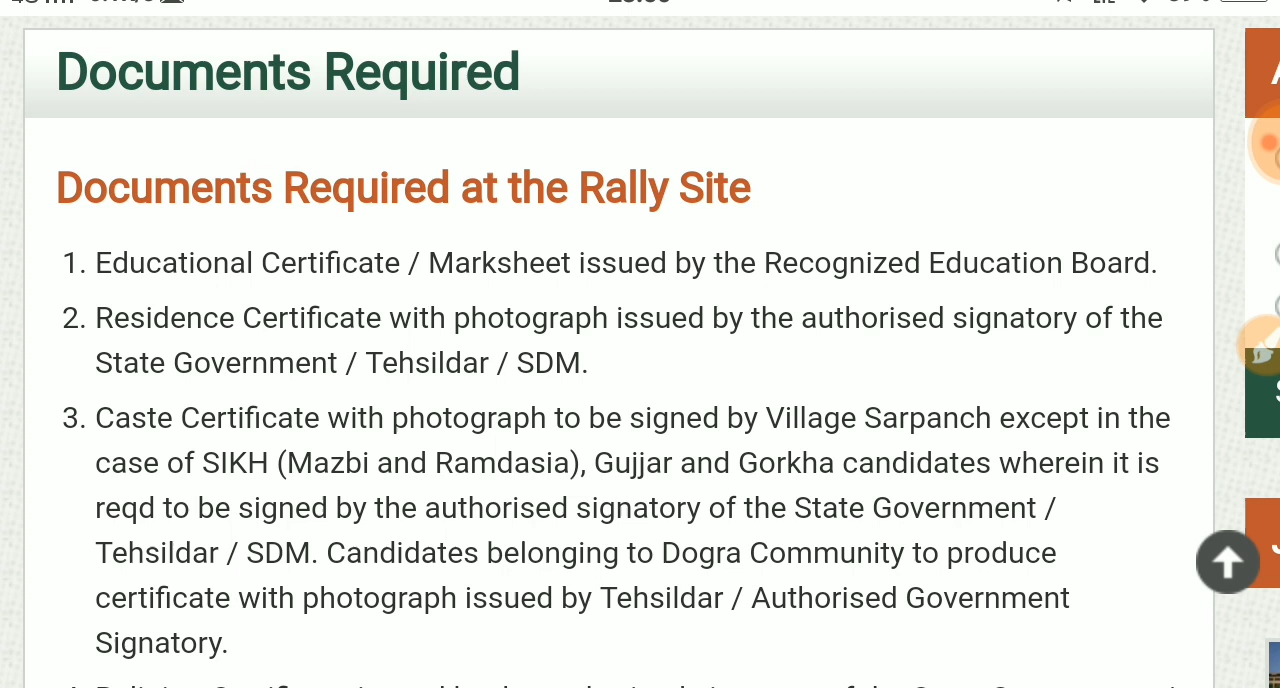 Documents Required
Documents Required at the Rally Site
1. Educational Certificate / Marksheet issued by the Recognized Education Board.
2. Residence Certificate with photograph issued by the authorised signatory of the
State Government / Tehsildar / SDM.
3. Caste Certificate with photograph to be signed by Village Sarpanch except in the
case of SIKH (Mazbi and Ramdasia), Gujjar and Gorkha candidates wherein it is
reqd to be signed by the authorised signatory of the State Government /
Tehsildar / SDM. Candidates belonging to Dogra Community to produce
certificate with photograph issued by Tehsildar / Authorised Government
Signatory.